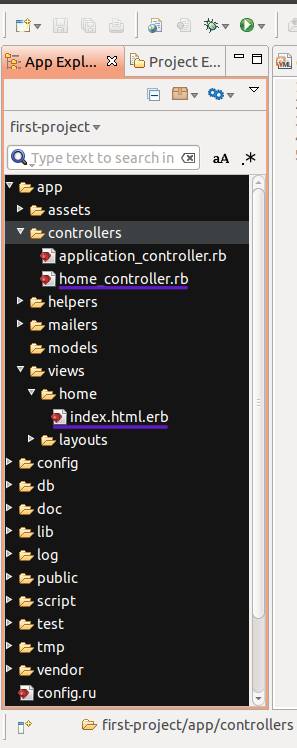 App Expl...
Project E...
first-project
Type text to search in
aA
.*
app
assets
controllers
application_controller.rb
home_controller.rb
helpers
mailers
models
views
home
index.html.erb
layouts
config
db
doc
lib
log
public
script
test
tmp
vendor
config.ru
first-project/app/controllers